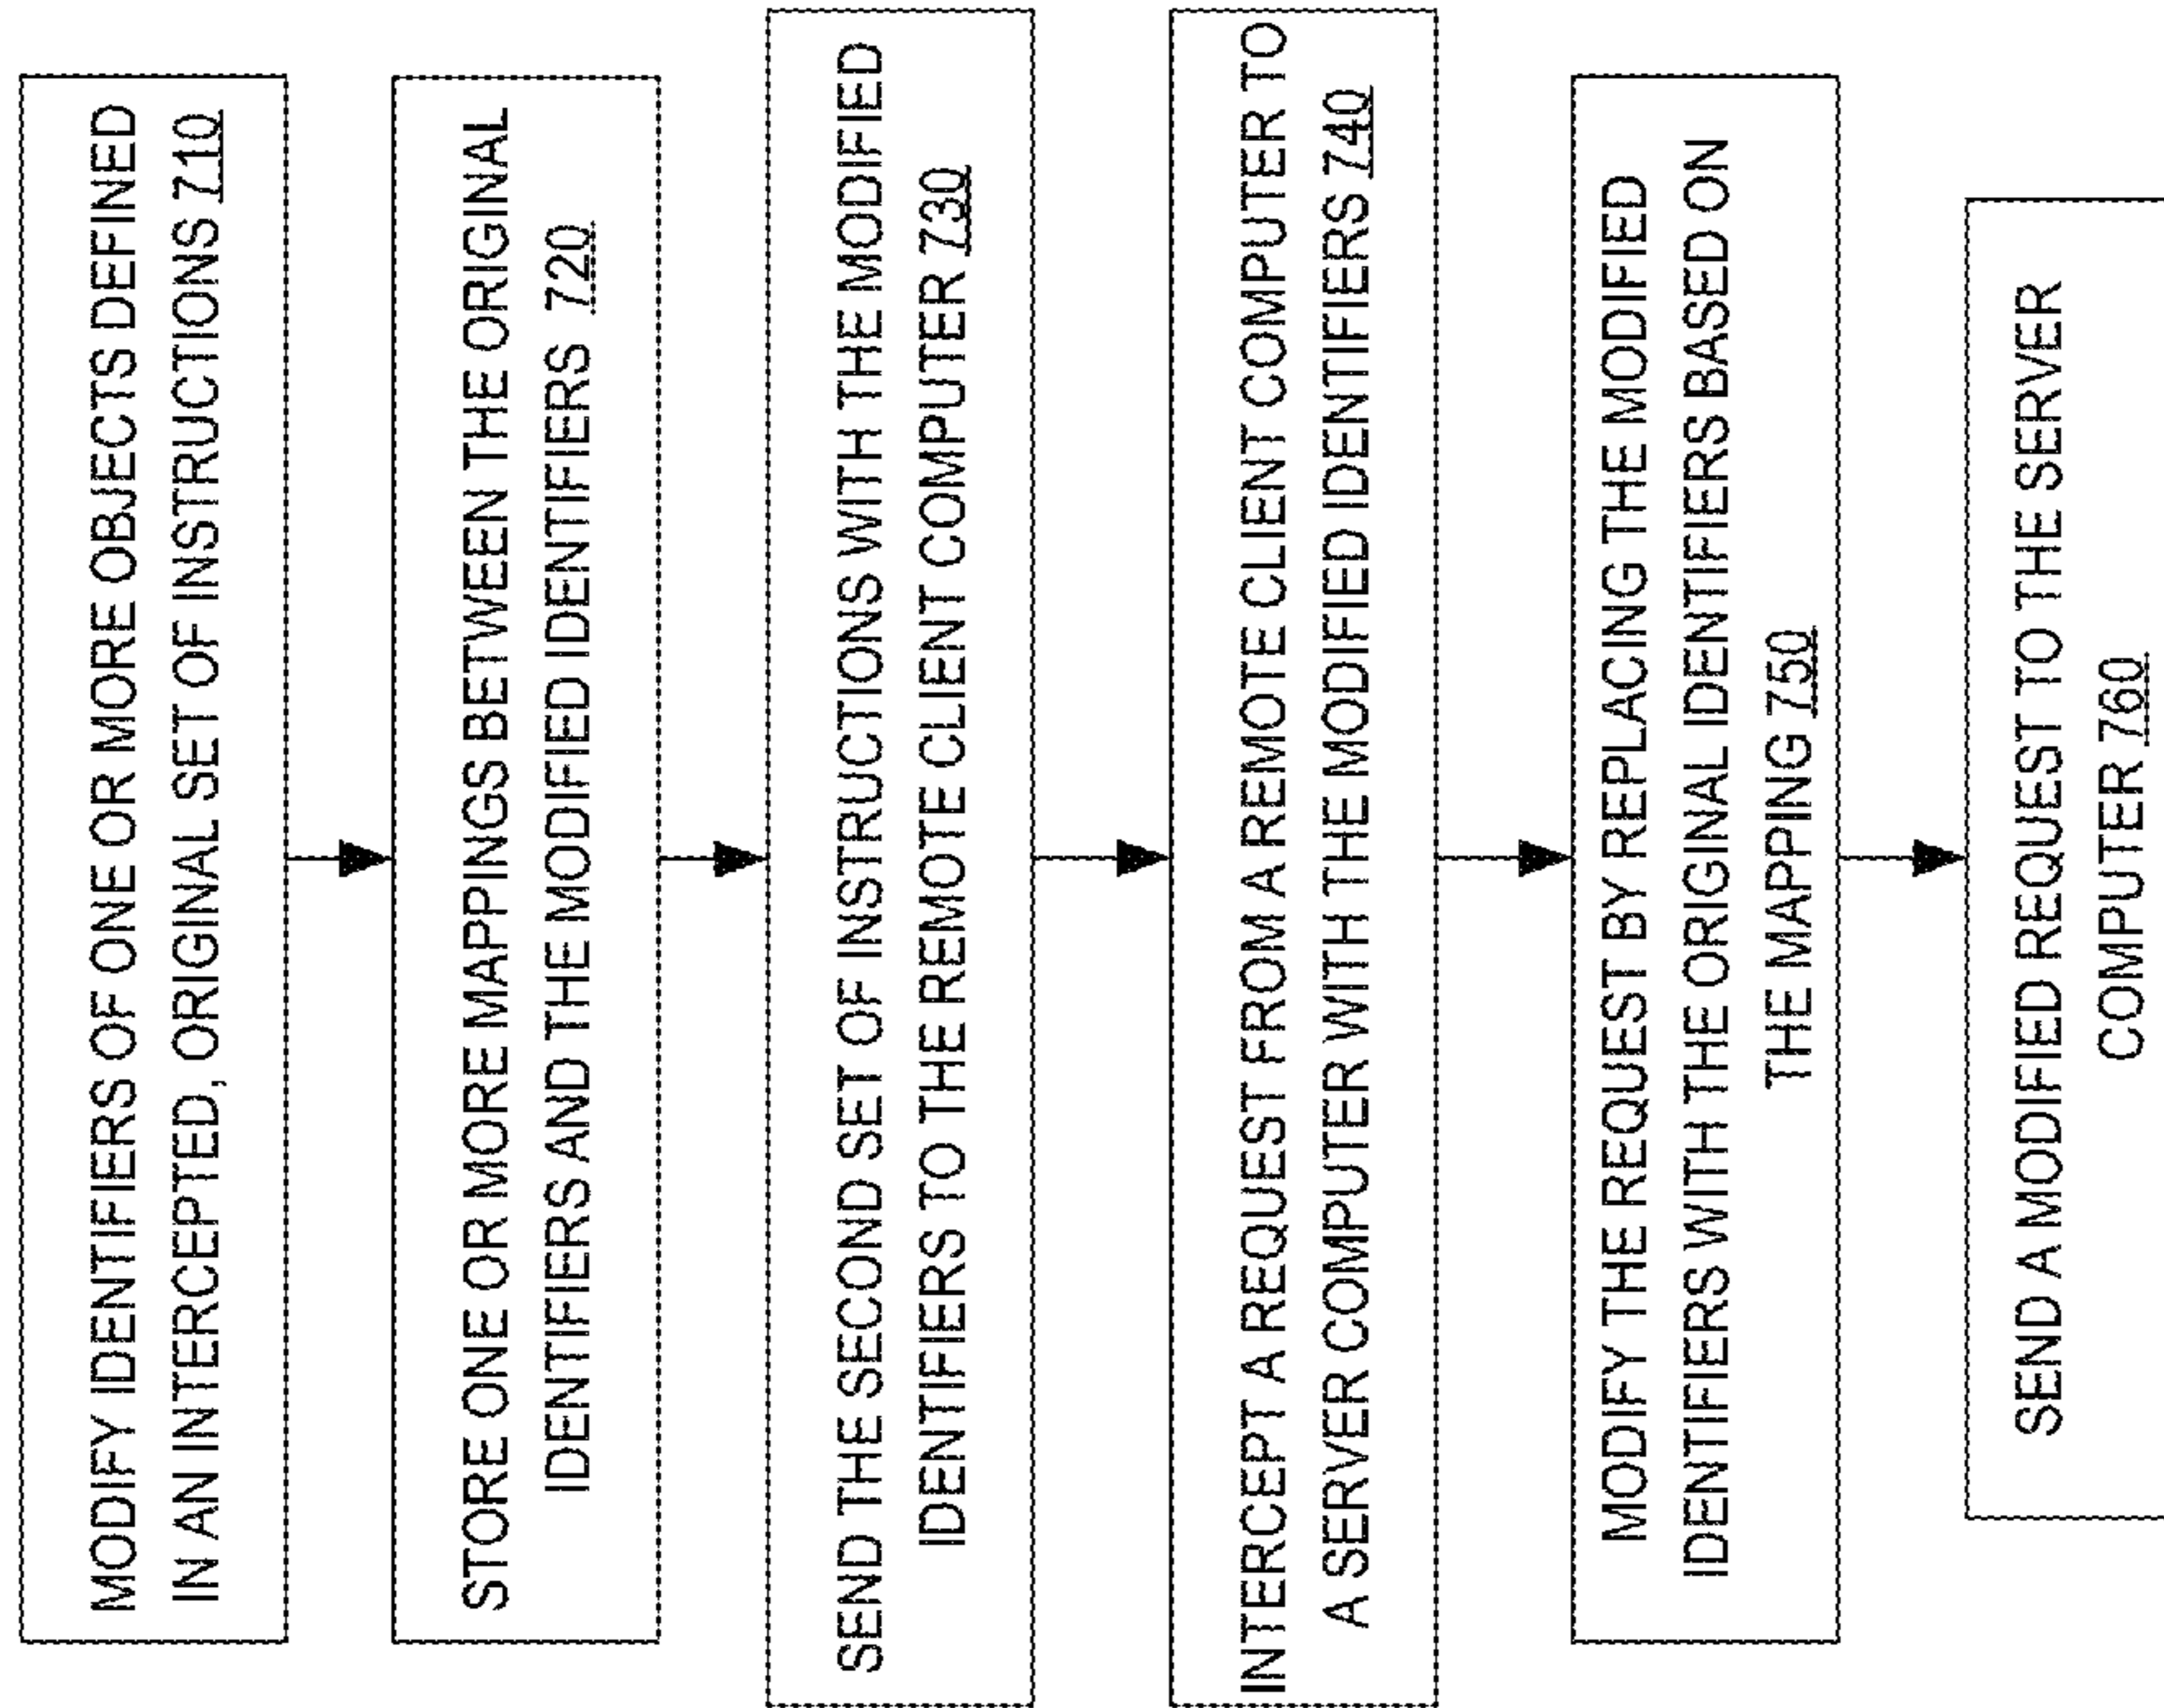 MODIFY IDENTIFIERS OF ONE OR MORE OBJECTS DEFINED
IN AN INTERCEPTED, ORIGINAL SET OF INSTRUCTIONS 710
STORE ONE OR MORE MAPPINGS BETWEEN THE ORIGINAL
IDENTIFIERS AND THE MODIFIED IDENTIFIERS 720
SEND THE SECOND SET OF INSTRUCTIONS WITH THE MODIFIED
IDENTIFIERS TO THE REMOTE CLIENT COMPUTER 730
INTERCEPT A REQUEST FROM A REMOTE CLIENT COMPUTER TO
A SERVER COMPUTER WITH THE MODIFIED IDENTIFIERS 740
MODIFY THE REQUEST BY REPLACING THE MODIFIED
IDENTIFIERS WITH THE ORIGINAL IDENTIFIERS BASED ON
THE MAPPING 750
SEND A MODIFIED REQUEST TO THE SERVER
COMPUTER 760